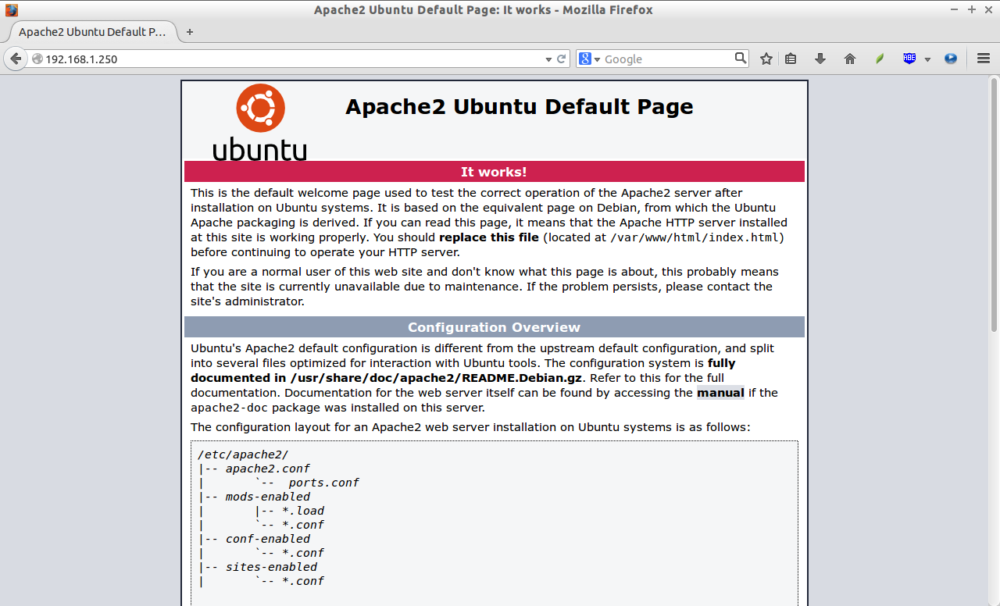 Apache2 Ubuntu Default Page: It works - Mozilla Firefox
Apache2 Ubuntu Default P...
192.168.1.250
8
Google
ABE
ubuntu
Apache2 Ubuntu Default Page
It works!
This is the default welcome page used to test the correct operation of the Apache2 server after
installation on Ubuntu systems. It is based on the equivalent page on Debian, from which the Ubuntu
Apache packaging is derived. If you can read this page, it means that the Apache HTTP server installed
at this site is working properly. You should replace this file (located at /var/www/html/index.html)
before continuing to operate your HTTP server.
If you are a normal user of this web site and don't know what this page is about, this probably means
that the site is currently unavailable due to maintenance. If the problem persists, please contact the
site's administrator.
Configuration Overview
Ubuntu's Apache2 default configuration is different from the upstream default configuration, and split
into several files optimized for interaction with Ubuntu tools. The configuration system is fully
documented in /usr/share/doc/apache2/README.Debian.gz. Refer to this for the full
documentation. Documentation for the web server itself can be found by accessing the manual if the
apache2-doc package was installed on this server.
The configuration layout for an Apache2 web server installation on Ubuntu systems is as follows:
/etc/apache2/
|-- apache2.conf
|       `--  ports.conf
|-- mods-enabled
|       |-- *.load
|       `-- *.conf
|-- conf-enabled
|       `-- *.conf
|-- sites-enabled
|       `-- *.conf